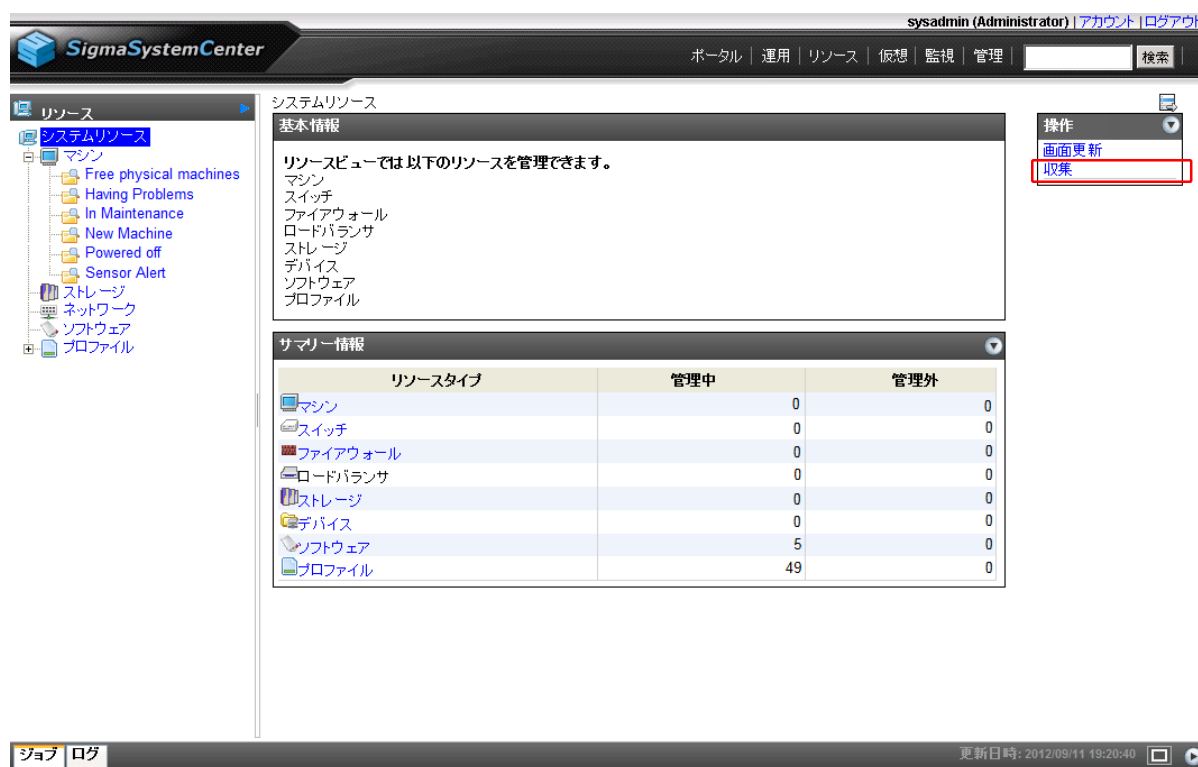 sysadmin (Administrator) | アカウント | ログアウト
SigmaSystemCenter
ポータル | 運用 | リソース | 仮想 | 監視 | 管理 | 検索
リソース
システムリソース
マシン
Free physical machines
Having Problems
In Maintenance
New Machine
Powered off
Sensor Alert
ストレージ
ネットワーク
ソフトウェア
プロファイル
システムリソース
基本情報
リソースビューでは以下のリソースを管理できます。
マシン
スイッチ
ファイアウォール
ロードバランサ
ストレージ
デバイス
ソフトウェア
プロファイル
サマリー情報
リソースタイプ 管理中 管理外
マシン 0 0
スイッチ 0 0
ファイアウォール 0 0
ロードバランサ 0 0
ストレージ 0 0
デバイス 0 0
ソフトウェア 5 0
プロファイル 49 0
操作
画面更新
収集
ジョブ ログ
更新日時: 2012/09/11 19:20:40